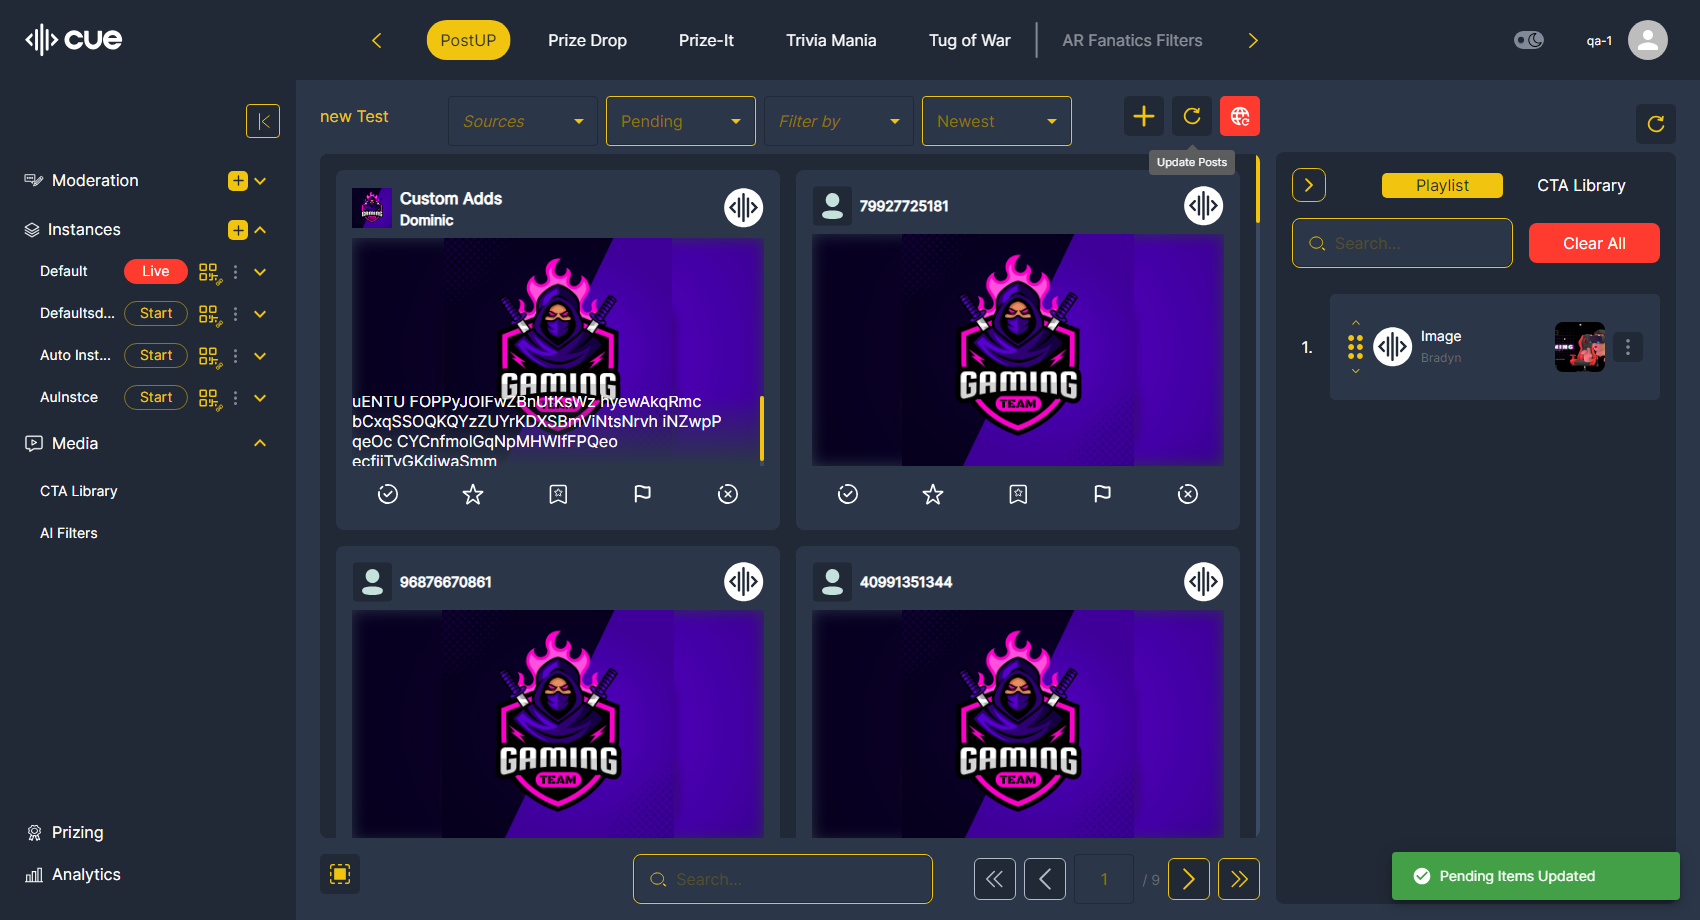 cue
PostUP
Prize Drop
Prize-It
Trivia Mania
Tug of War
AR Fanatics Filters
qa-1
Moderation
Instances
Default
Live
Defaultsd...
Start
Auto Inst...
Start
AuInstce
Start
Media
CTA Library
AI Filters
Prizing
Analytics
new Test
Sources
Pending
Filter by
Newest
Update Posts
Custom Adds
Dominic
GAMING
uENTU FOPPyJOlFwZBnUfKsWz hyewAkqRmc
bCxqSSOQKQYzZUYrKDXSBmViNtsNrvh iNZwpP
qeOc CYCnfmolGqNpMHWlfFPQeo
79927725181
GAMING
TEAM
96876670861
GAMING
TEAM
40991351344
GAMING
TEAM
Search...
1
/ 9
Playlist
CTA Library
Search...
Clear All
1.
Image
Bradyn
Pending Items Updated